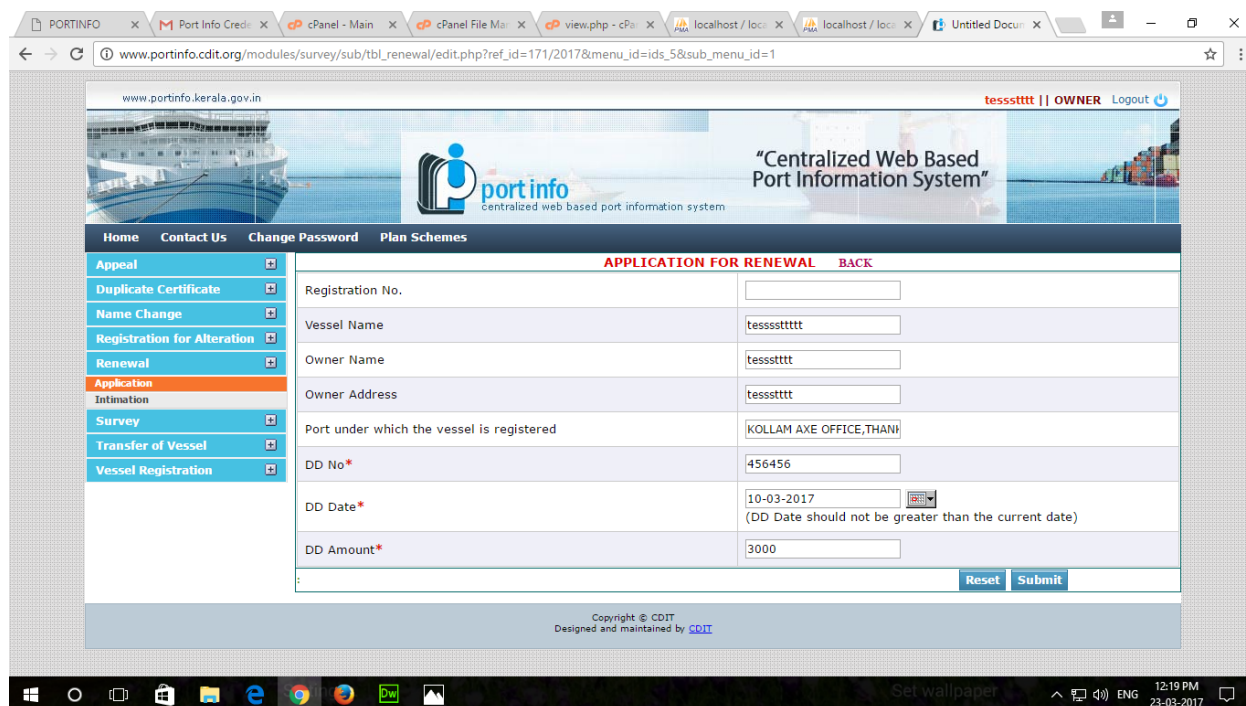 PORTINFO
Port Info Crede
cPanel - Main
cPanel File Mar
view.php - cPa
localhost / loca
localhost / loca
Untitled Docun
www.portinfo.cdit.org/modules/survey/sub/tbl_renewal/edit.php?ref_id=171/2017&menu_id=ids_5&sub_menu_id=1
www.portinfo.kerala.gov.in
tessstttt || OWNER Logout
port info
centralized web based port information system
"Centralized Web Based
Port Information System"
Home Contact Us Change Password Plan Schemes
Appeal
Duplicate Certificate
Name Change
Registration for Alteration
Renewal
Application
Intimation
Survey
Transfer of Vessel
Vessel Registration
APPLICATION FOR RENEWAL BACK
Registration No.
Vessel Name tessssttttt
Owner Name tessstttt
Owner Address tessstttt
Port under which the vessel is registered KOLLAM AXE OFFICE,THANK
DD No* 456456
DD Date* 10-03-2017
(DD Date should not be greater than the current date)
DD Amount* 3000
:
Reset Submit
Copyright © CDIT
Designed and maintained by CDIT
Set wallpaper
Dw
ENG
12:19 PM
23-03-2017